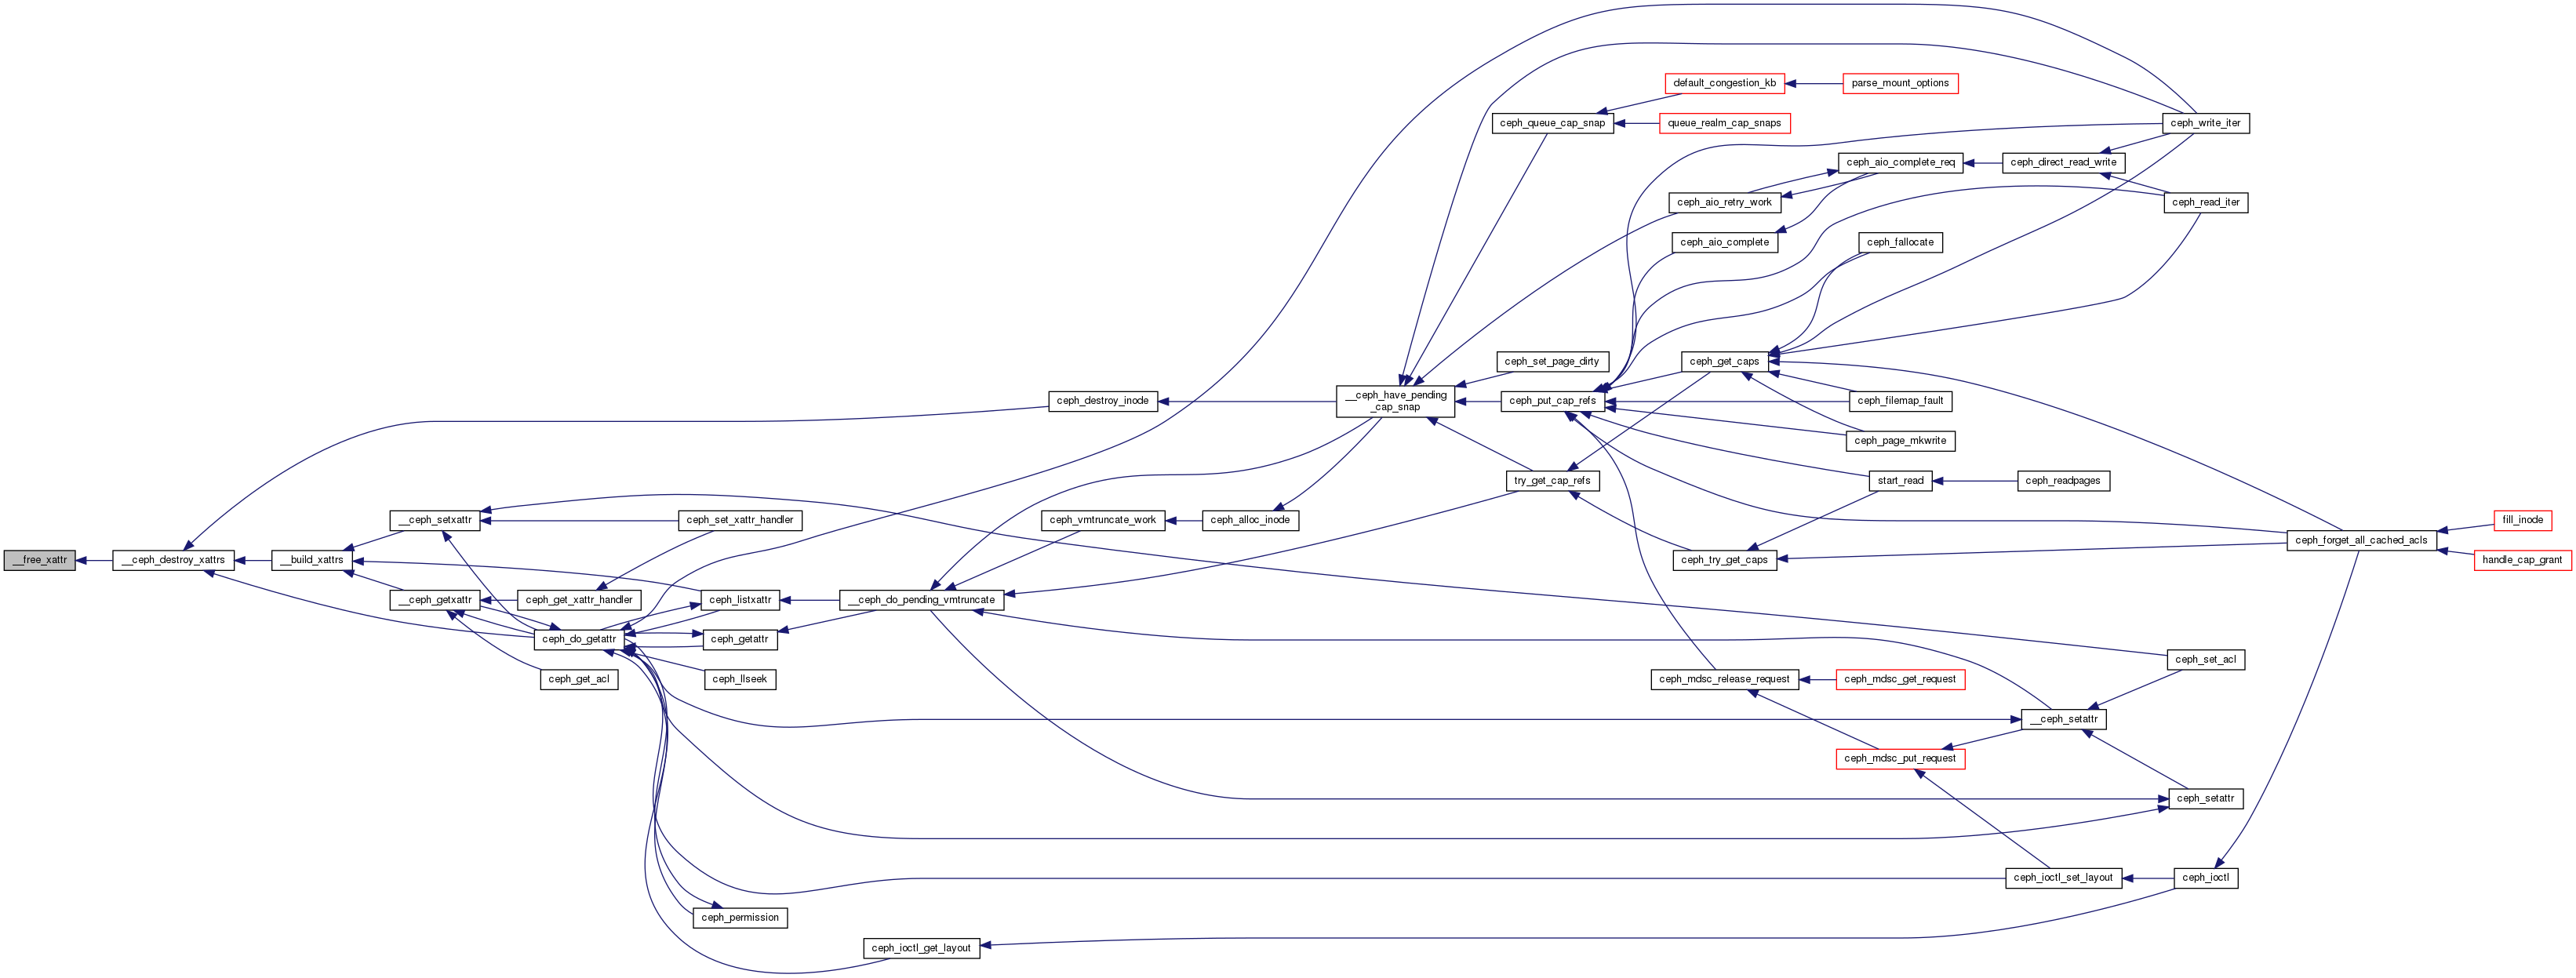 default_congestion_kb
parse_mount_options
ceph_queue_cap_snap
queue_realm_cap_snaps
ceph_write_iter
ceph_aio_complete_req
ceph_direct_read_write
ceph_aio_retry_work
ceph_read_iter
ceph_aio_complete
ceph_fallocate
ceph_set_page_dirty
ceph_get_caps
ceph_destroy_inode
__ceph_have_pending
_cap_snap
ceph_put_cap_refs
ceph_filemap_fault
ceph_page_mkwrite
try_get_cap_refs
start_read
ceph_readpages
__ceph_setxattr
ceph_set_xattr_handler
ceph_vmtruncate_work
ceph_alloc_inode
fill_inode
ceph_forget_all_cached_acls
__free_xattr
__ceph_destroy_xattrs
__build_xattrs
ceph_try_get_caps
handle_cap_grant
__ceph_getxattr
ceph_get_xattr_handler
ceph_listxattr
__ceph_do_pending_vmtruncate
ceph_do_getattr
ceph_getattr
ceph_set_acl
ceph_get_acl
ceph_llseek
ceph_mdsc_release_request
ceph_mdsc_get_request
__ceph_setattr
ceph_mdsc_put_request
ceph_setattr
ceph_ioctl_set_layout
ceph_ioctl
ceph_permission
ceph_ioctl_get_layout